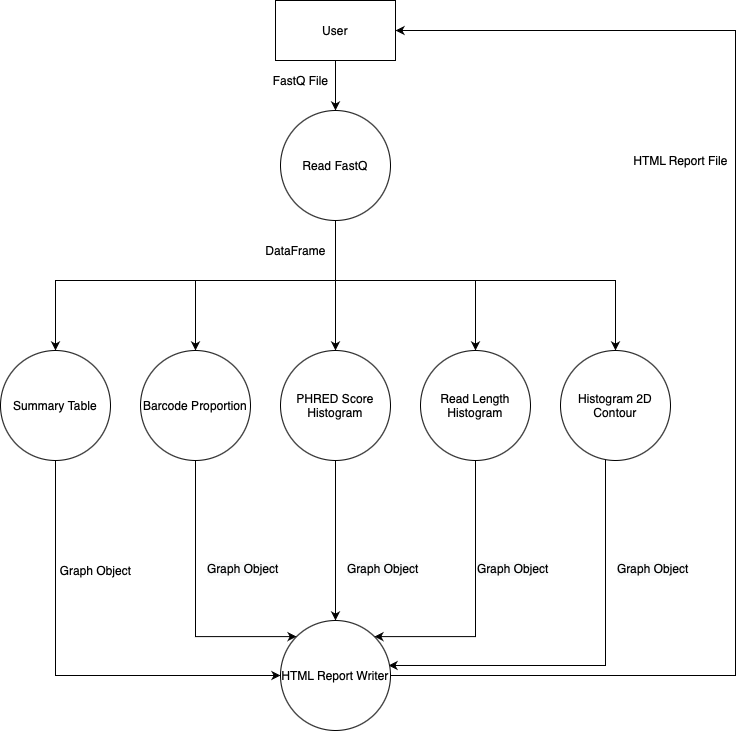 User
FastQ File
Read FastQ
HTML Report File
DataFrame
Summary Table
Barcode Proportion
PHRED Score
Histogram
Read Length
Histogram
Histogram 2D
Contour
Graph Object
Graph Object
Graph Object
Graph Object
Graph Object
HTML Report Writer